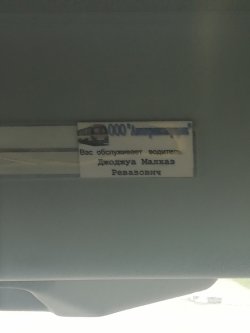 ООО
Вас обслуживает водитель
Джоджуа Малхаз
Ревазович